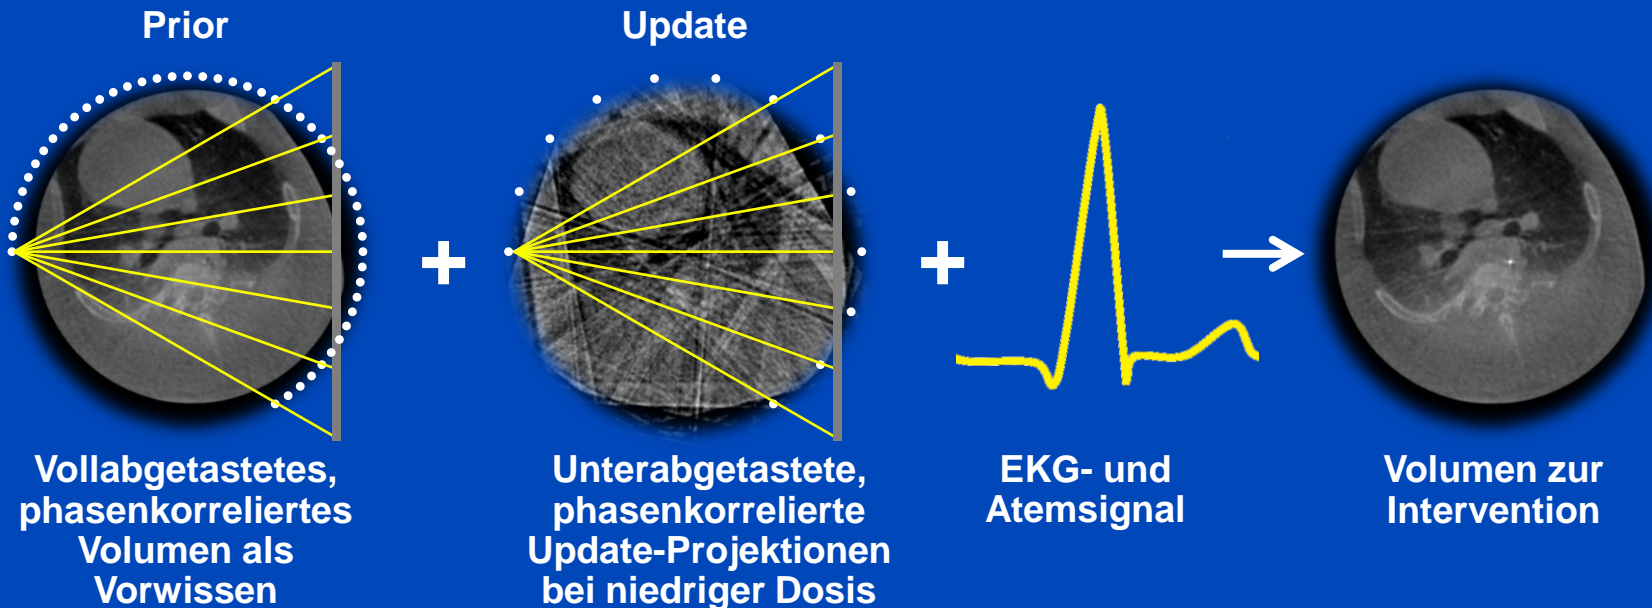 Prior
Update
Vollabgetastetes,
phasenkorreliertes
Volumen als
Vorwissen
+
Unterabgetastete,
phasenkorrelierte
Update-Projektionen
bei niedriger Dosis
+
EKG- und
Atemsignal
Volumen zur
Intervention